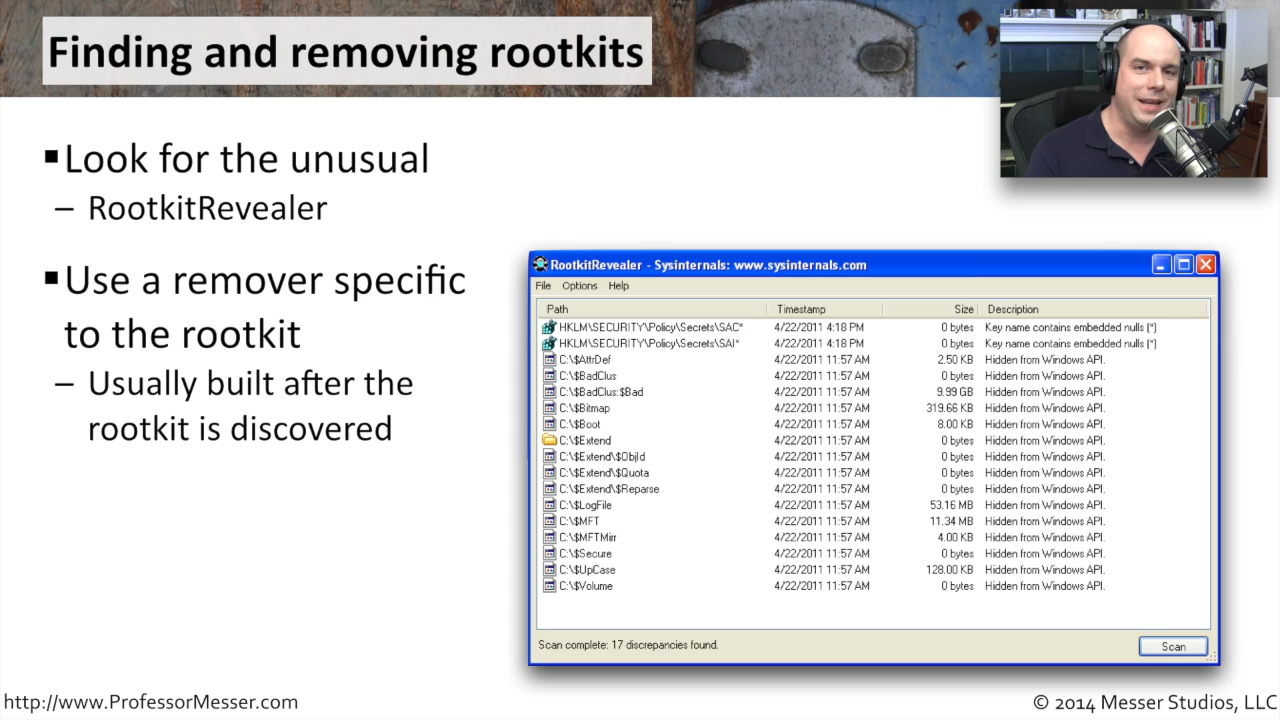 Finding and removing rootkits
▪Look for the unusual
– RootkitRevealer
▪Use a remover specific
to the rootkit
– Usually built after the
rootkit is discovered
RootkitRevealer - Sysinternals: www.sysinternals.com
File Options Help
Path Timestamp Size Description
HKLM\SECURITY\Policy\Secrets\SAC* 4/22/2011 4:18 PM 0 bytes Key name contains embedded nulls (*)
HKLM\SECURITY\Policy\Secrets\SAI* 4/22/2011 4:18 PM 0 bytes Key name contains embedded nulls (*)
C:\$AttrDef 4/22/2011 11:57 AM 2.50 KB Hidden from Windows API.
C:\$BadClus 4/22/2011 11:57 AM 0 bytes Hidden from Windows API.
C:\$BadClus:$Bad 4/22/2011 11:57 AM 9.99 GB Hidden from Windows API.
C:\$Bitmap 4/22/2011 11:57 AM 319.66 KB Hidden from Windows API.
C:\$Boot 4/22/2011 11:57 AM 8.00 KB Hidden from Windows API.
C:\$Extend 4/22/2011 11:57 AM 0 bytes Hidden from Windows API.
C:\$Extend\$ObjId 4/22/2011 11:57 AM 0 bytes Hidden from Windows API.
C:\$Extend\$Quota 4/22/2011 11:57 AM 0 bytes Hidden from Windows API.
C:\$Extend\$Reparse 4/22/2011 11:57 AM 0 bytes Hidden from Windows API.
C:\$LogFile 4/22/2011 11:57 AM 53.16 MB Hidden from Windows API.
C:\$MFT 4/22/2011 11:57 AM 11.34 MB Hidden from Windows API.
C:\$MFTMirr 4/22/2011 11:57 AM 4.00 KB Hidden from Windows API.
C:\$Secure 4/22/2011 11:57 AM 0 bytes Hidden from Windows API.
C:\$UpCase 4/22/2011 11:57 AM 128.00 KB Hidden from Windows API.
C:\$Volume 4/22/2011 11:57 AM 0 bytes Hidden from Windows API.
Scan complete: 17 discrepancies found.
Scan
http://www.ProfessorMesser.com
© 2014 Messer Studios, LLC